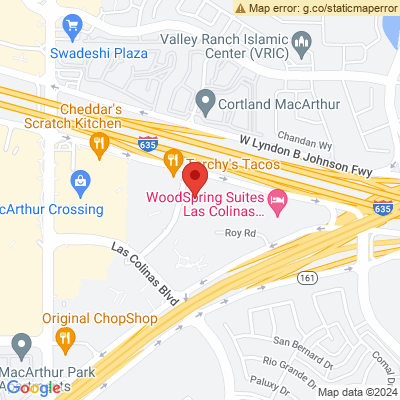 Map error: g.co/staticmaperror
Swadeshi Plaza
Valley Ranch Islamic
Center (VRIC)
Cortland MacArthur
Cheddar's
Scratch Kitchen
W Lyndon B Johnson Fwy
Chandan Wy
635
Torchy's Tacos
acArthur Crossing
WoodSpring Suites
Las Colinas...
635
Roy Rd
Las Colinas Blvd
161
Original ChopShop
San Bernard Dr
Rio Grande Dr
Paluxy Dr
Comal Dr
MacArthur Park
Google
Map data ©2024